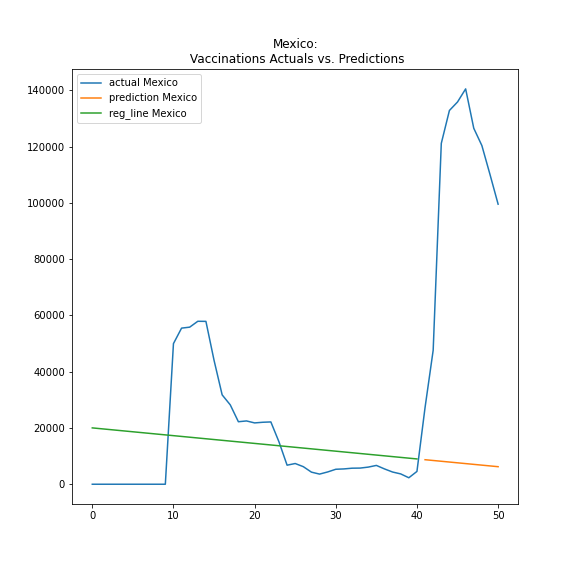 Mexico:
Vaccinations Actuals vs. Predictions
actual Mexico
prediction Mexico
reg_line Mexico
140000
120000
100000
80000
60000
40000
20000
0
0 10 20 30 40 50